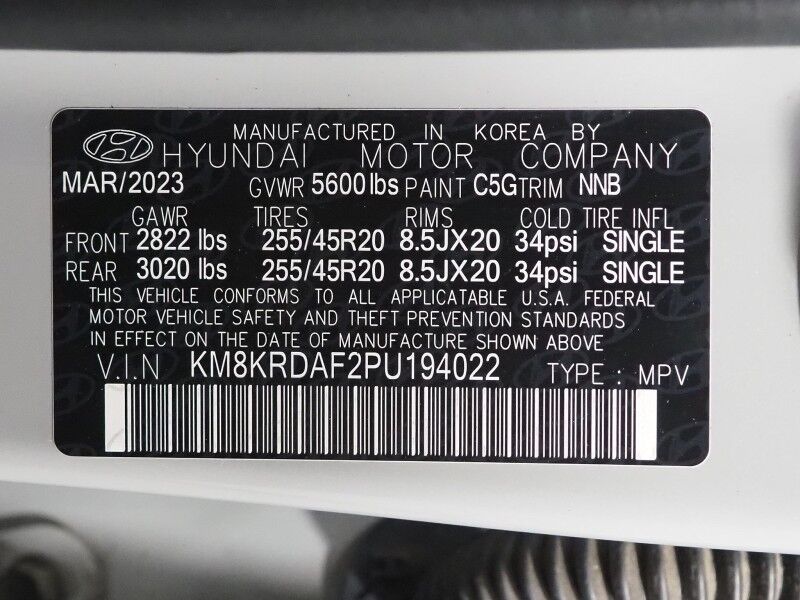 MANUFACTURED IN KOREA BY
HYUNDAI MOTOR COMPANY
MAR/2023 GVWR 5600 lbs PAINT C5G TRIM NNB
GAWR TIRES RIMS COLD TIRE INFL
FRONT 2822 lbs 255/45R20 8.5JX20 34psi SINGLE
REAR 3020 lbs 255/45R20 8.5JX20 34psi SINGLE
THIS VEHICLE CONFORMS TO ALL APPLICATABLE U.S.A. FEDERAL
MOTOR VEHICLE SAFETY AND THEFT PREVENTION STANDARDS
IN EFFECT ON THE DATE OF MANUFACTURE SHOWN ABOVE
V.I.N KM8KRDAF2PU194022 TYPE : MPV